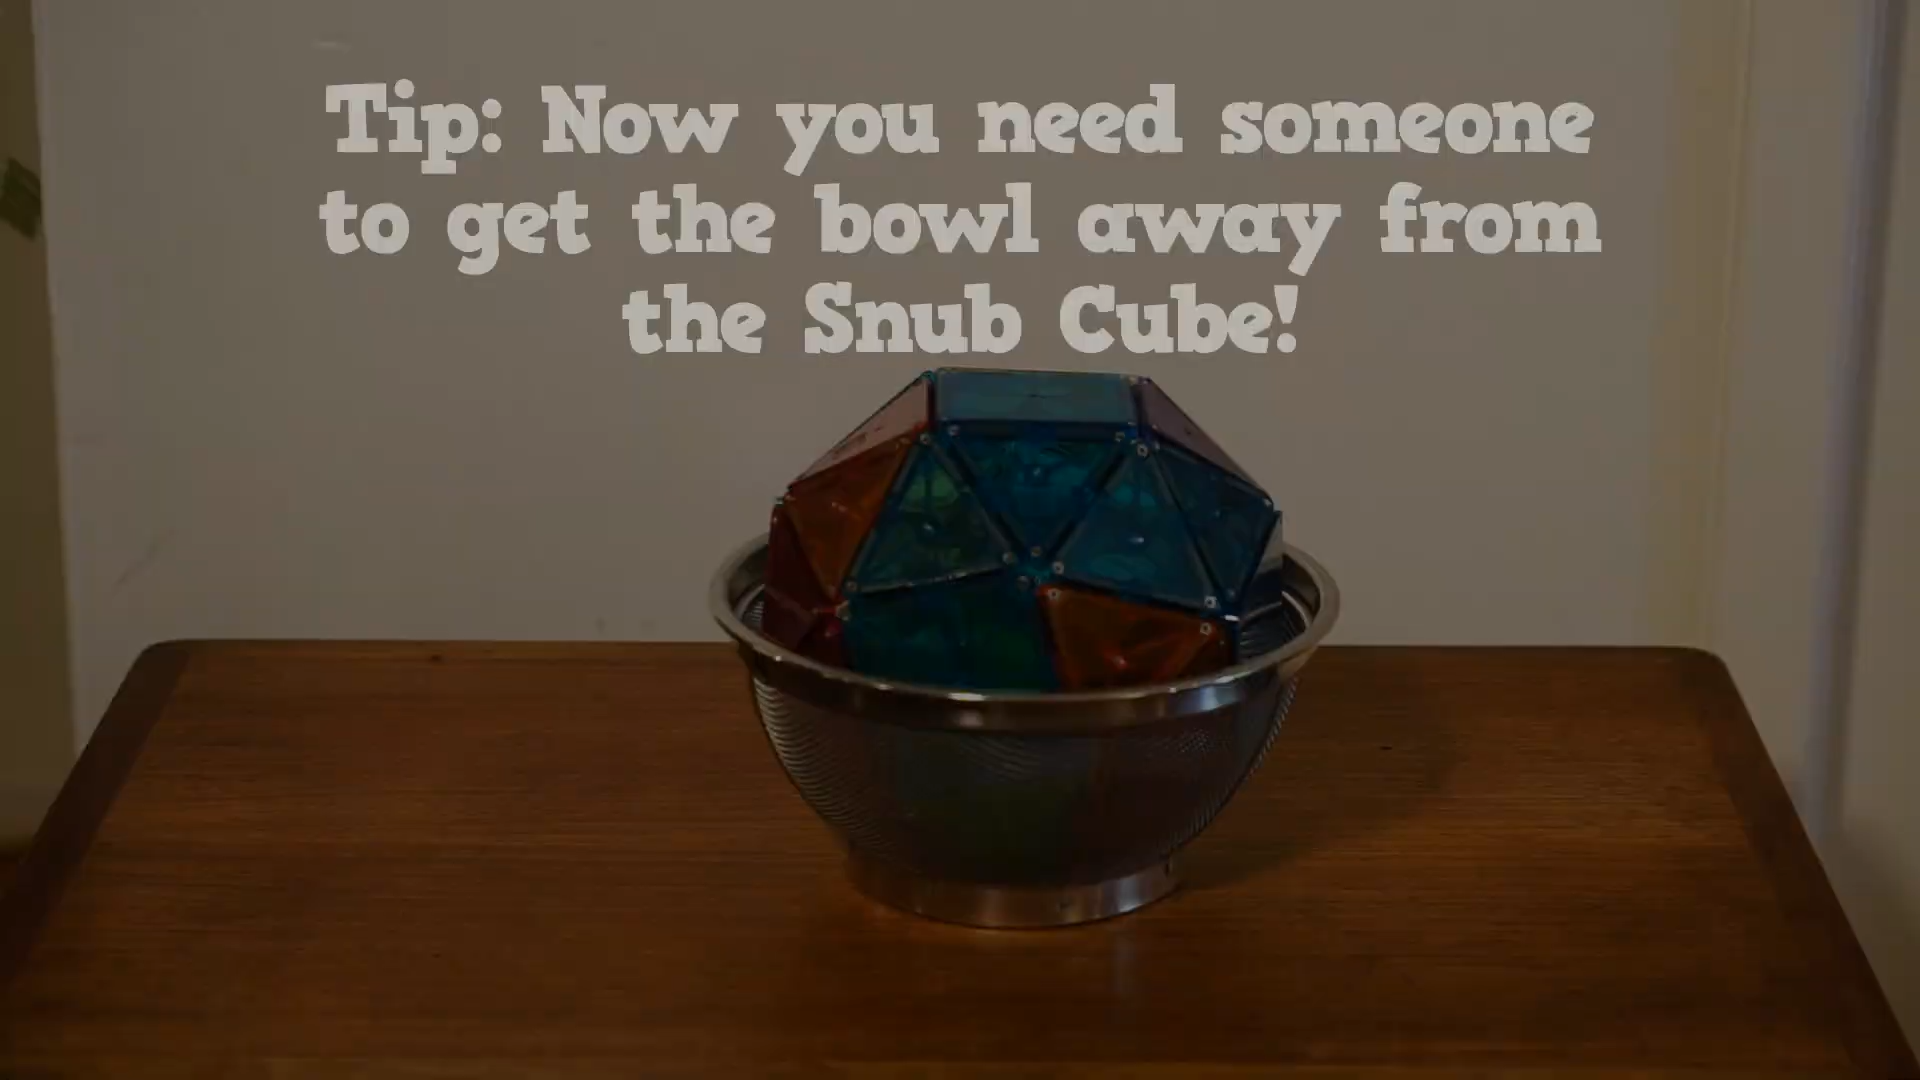 Tip: Now you need someone
to get the bowl away from
the Snub Cube!